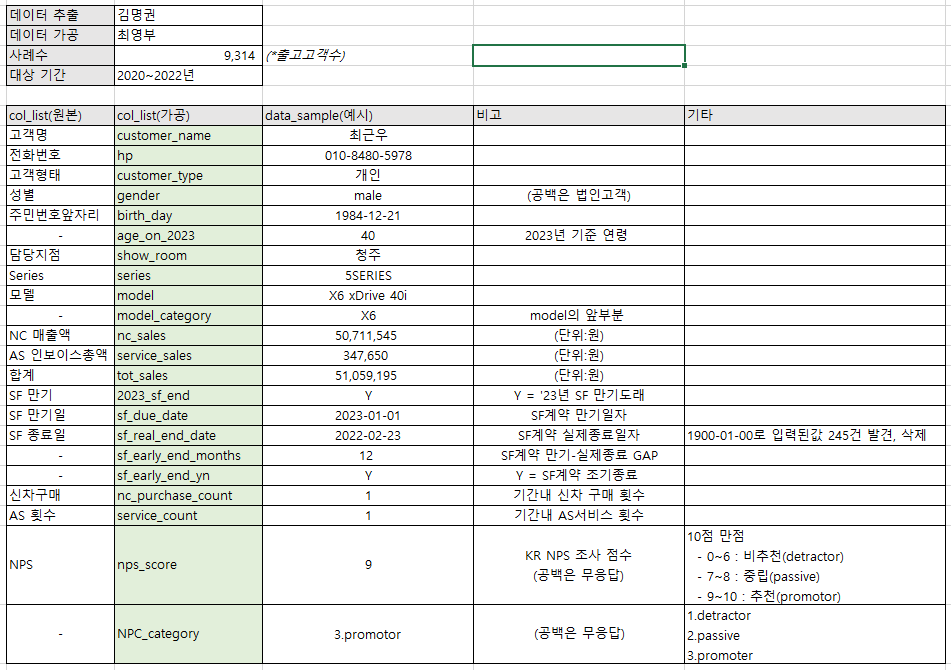 데이터 추출 김명권
데이터 가공 최영부
사례수 9,314 (*출고고객수)
대상 기간 2020~2022년
col_list(원본) col_list(가공) data_sample(예시) 비고 기타
고객명 customer_name 최근우
전화번호 hp 010-8480-5978
고객형태 customer_type 개인
성별 gender male (공백은 법인고객)
주민번호앞자리 birth_day 1984-12-21
- age_on_2023 40 2023년 기준 연령
담당지점 show_room 청주
Series series 5SERIES
모델 model X6 xDrive 40i
- model_category X6 model의 앞부분
NC 매출액 nc_sales 50,711,545 (단위:원)
AS 인보이스총액 service_sales 347,650 (단위:원)
합계 tot_sales 51,059,195 (단위:원)
SF 만기 2023_sf_end Y Y = '23년 SF 만기도래
SF 만기일 sf_due_date 2023-01-01 SF계약 만기일자
SF 종료일 sf_real_end_date 2022-02-23 SF계약 실제종료일자 1900-01-00로 입력된값 245건 발견, 삭제
- sf_early_end_months 12 SF계약 만기-실제종료 GAP
- sf_early_end_yn Y Y = SF계약 조기종료
신차구매 nc_purchase_count 1 기간내 신차 구매 횟수
AS 횟수 service_count 1 기간내 AS서비스 횟수
NPS nps_score 9 KR NPS 조사 점수
(공백은 무응답)
10점 만점
- 0~6 : 비추천(detractor)
- 7~8 : 중립(passive)
- 9~10 : 추천(promotor)
- NPC_category 3.promotor (공백은 무응답)
1.detractor
2.passive
3.promoter